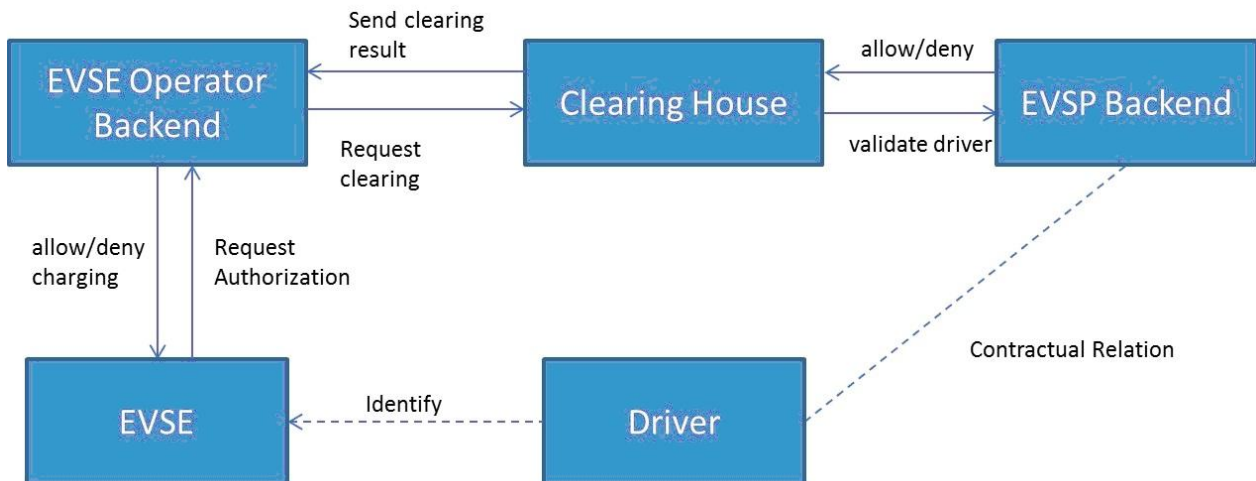 Send clearing
result
allow/deny
EVSE Operator
Backend
Clearing House
EVSP Backend
Request
clearing
validate driver
allow/deny
charging
Request
Authorization
Contractual Relation
Identify
EVSE
Driver